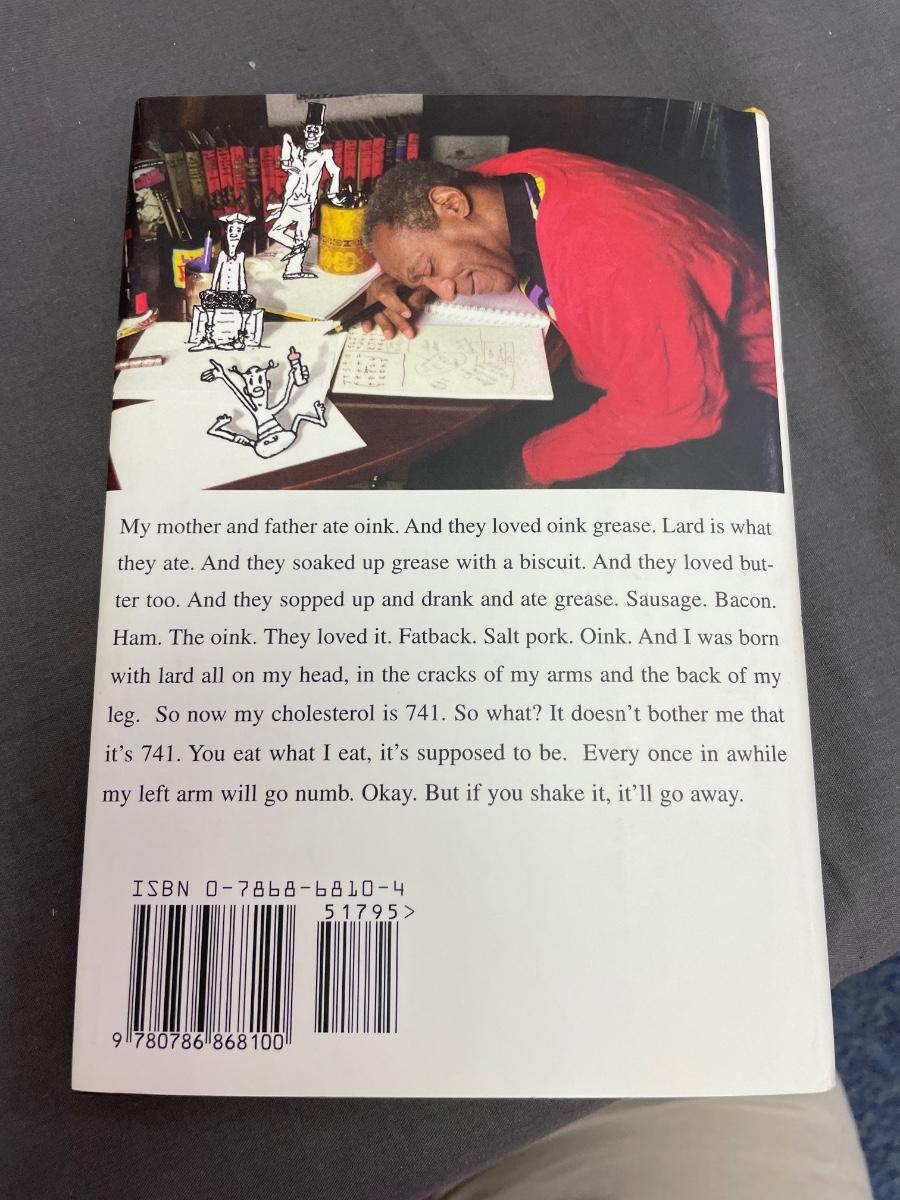 My mother and father ate oink. And they loved oink grease. Lard is what
they ate. And they soaked up grease with a biscuit. And they loved but-
ter too. And they sopped up and drank and ate grease. Sausage. Bacon.
Ham. The oink. They loved it. Fatback. Salt pork. Oink. And I was born
with lard all on my head, in the cracks of my arms and the back of my
leg. So now my cholesterol is 741. So what? It doesn't bother me that
it's 741. You eat what I eat, it's supposed to be. Every once in awhile
my left arm will go numb. Okay. But if you shake it, it'll go away.
ISBN 0-7868-6810-4
51795>
9 780786 868100